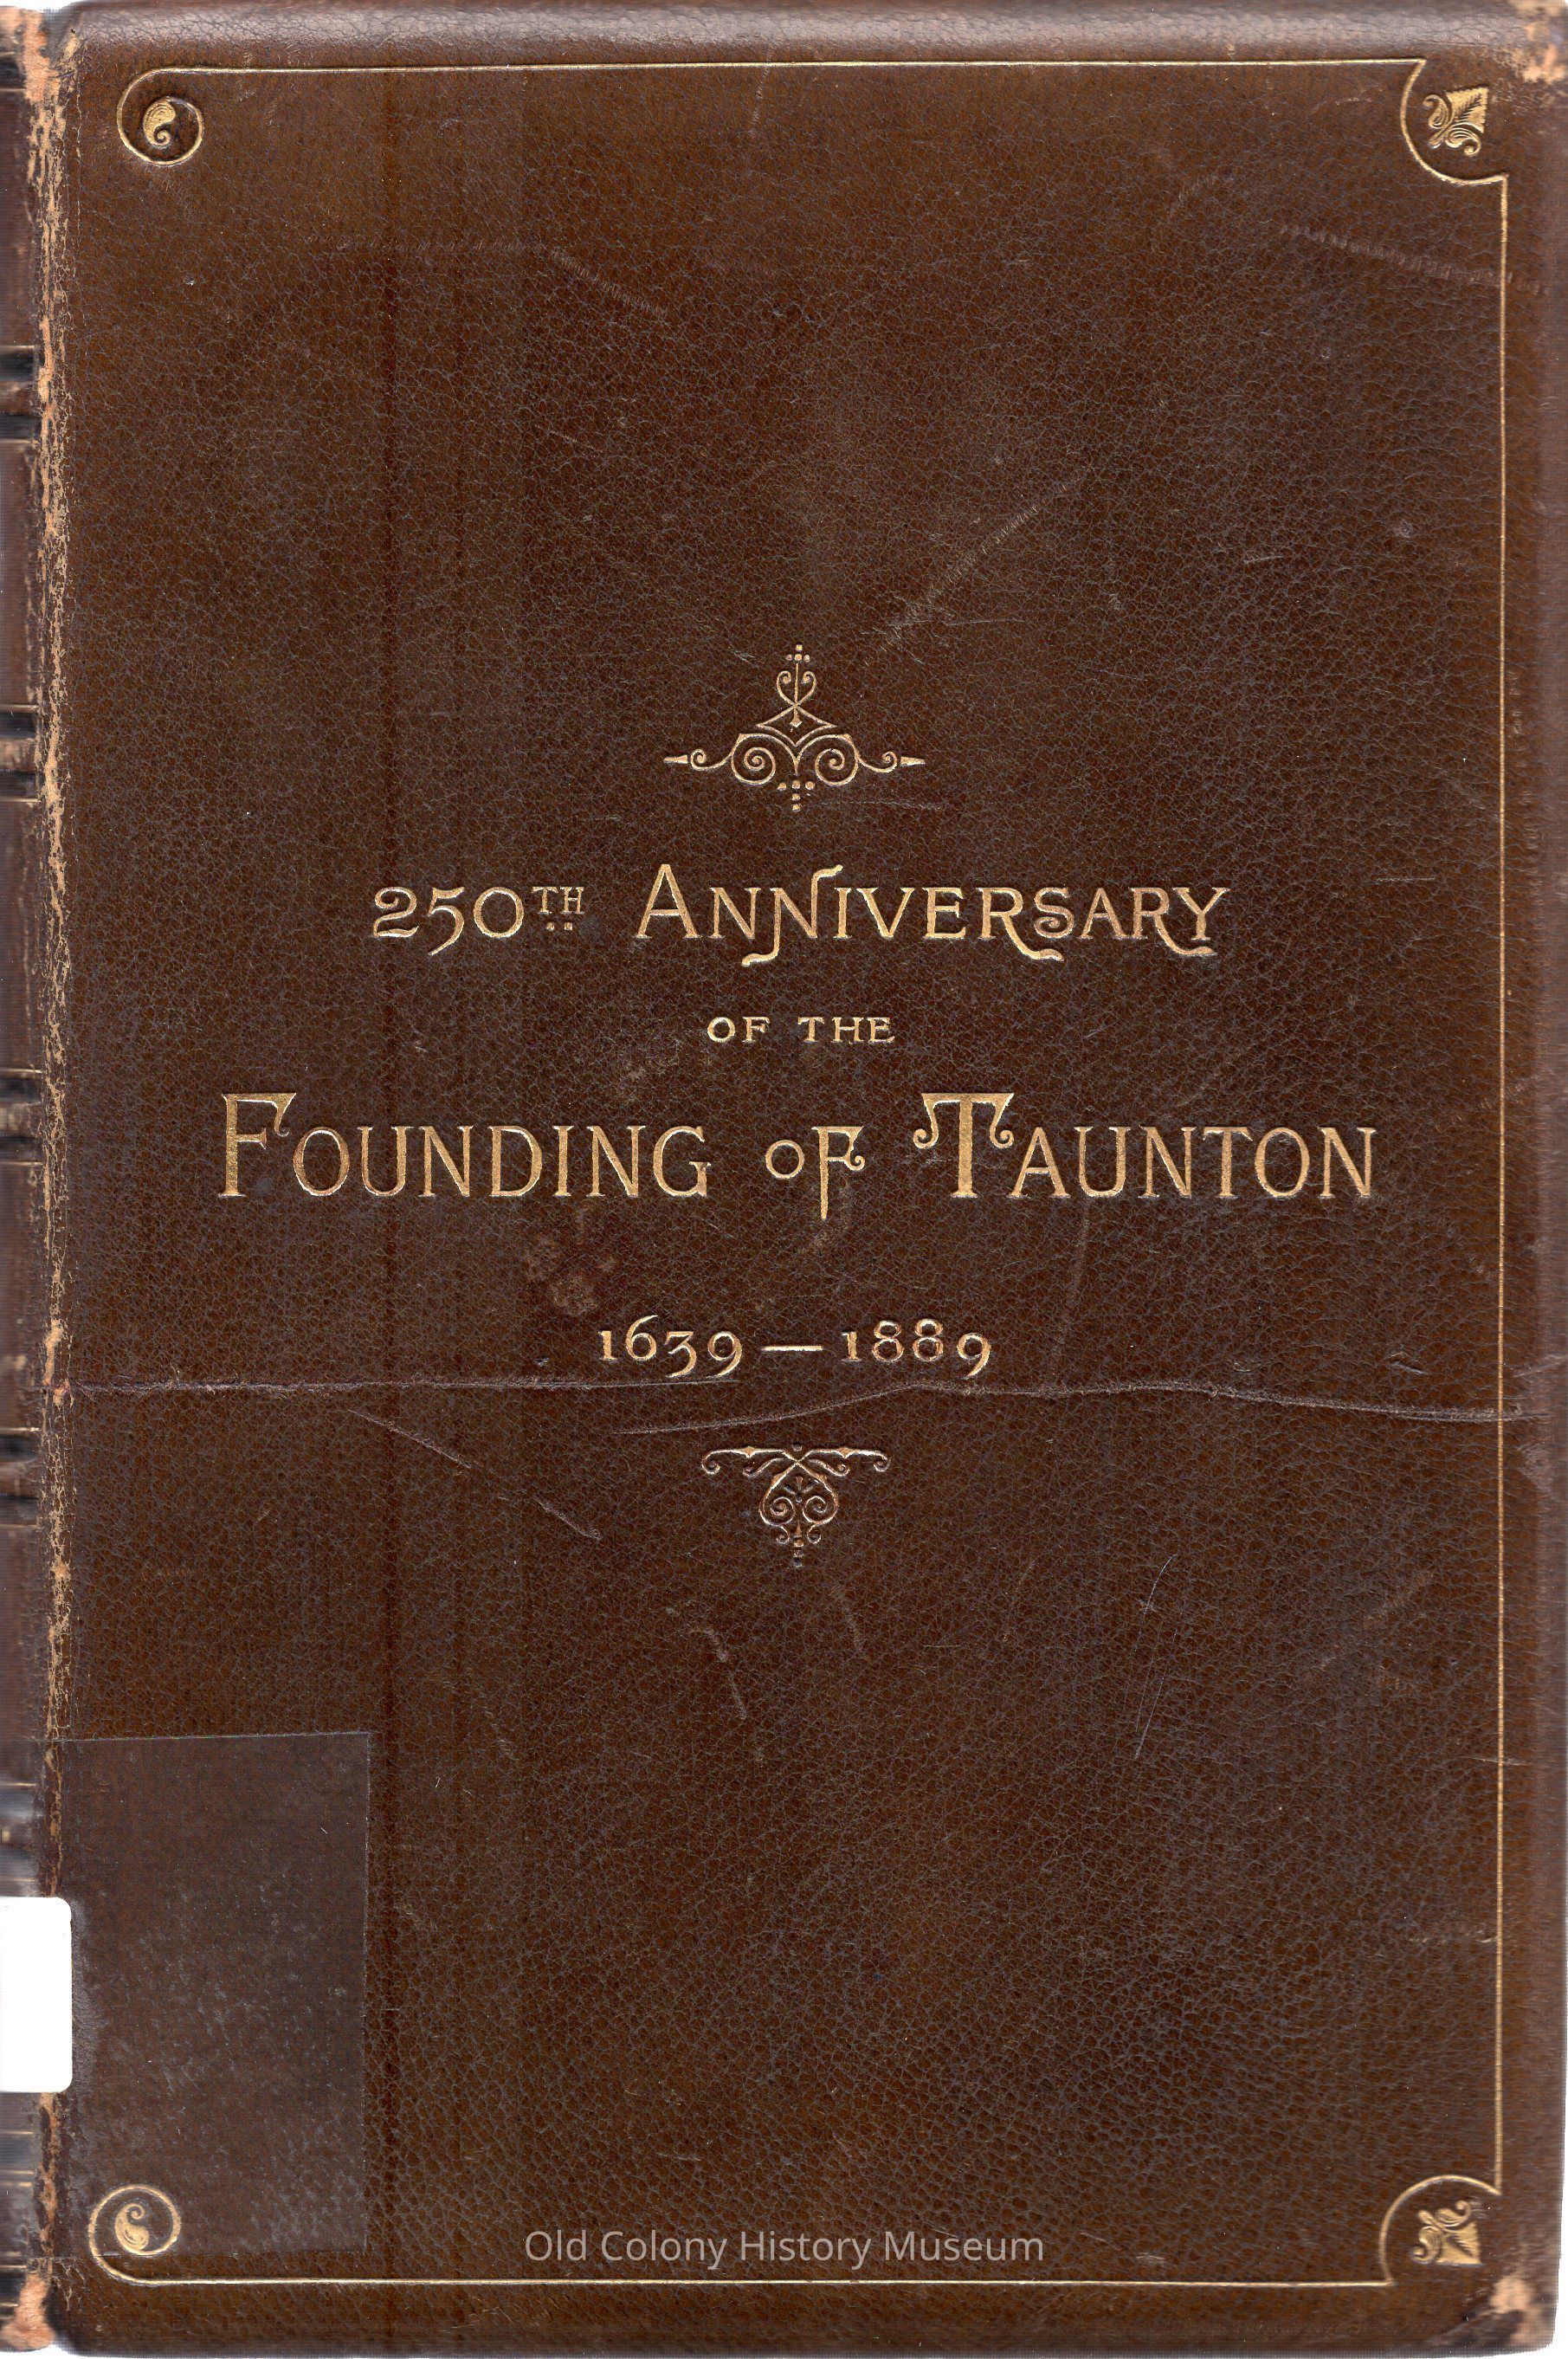 250TH ANNIVERSARY
OF THE
FOUNDING OF TAUNTON
1639—1889
Old Colony History Museum